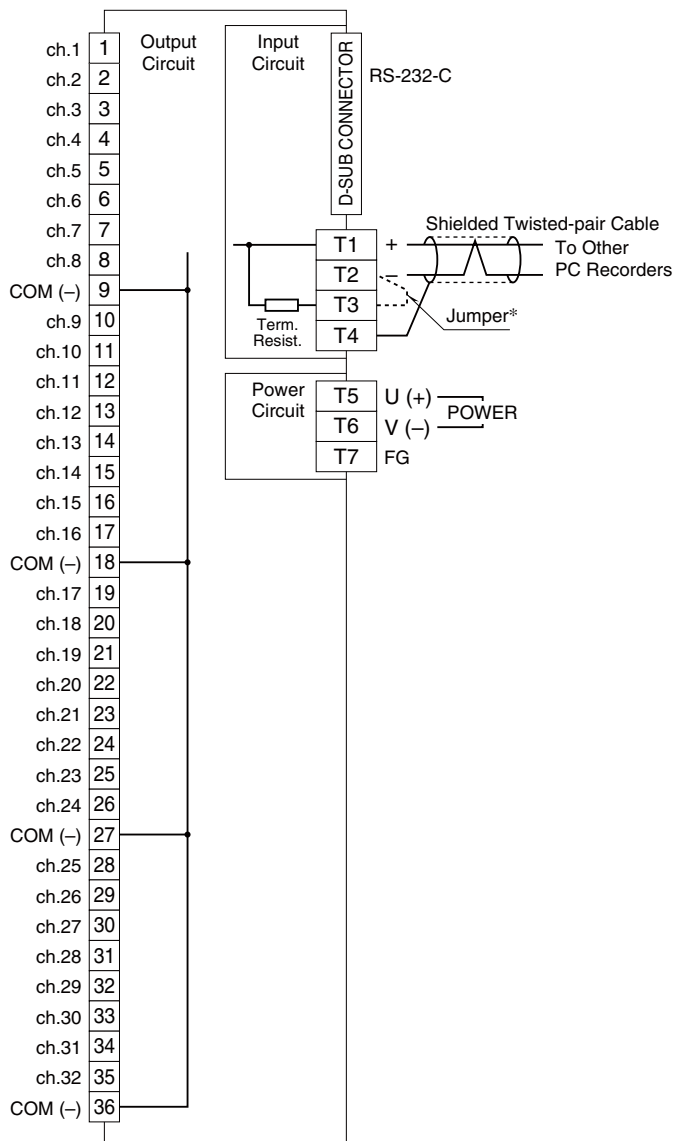 ch.1 1
ch.2 2
ch.3 3
ch.4 4
ch.5 5
ch.6 6
ch.7 7
ch.8 8
COM (–) 9
ch.9 10
ch.10 11
ch.11 12
ch.12 13
ch.13 14
ch.14 15
ch.15 16
ch.16 17
COM (–) 18
ch.17 19
ch.18 20
ch.19 21
ch.20 22
ch.21 23
ch.22 24
ch.23 25
ch.24 26
COM (–) 27
ch.25 28
ch.26 29
ch.27 30
ch.28 31
ch.29 32
ch.30 33
ch.31 34
ch.32 35
COM (–) 36
Output
Circuit
Input
Circuit
D-SUB CONNECTOR
RS-232-C
Shielded Twisted-pair Cable
T1 +
T2 –
T3
T4
To Other
PC Recorders
Term.
Resist.
Jumper*
Power
Circuit
T5 U (+)
T6 V (–)
T7 FG
POWER